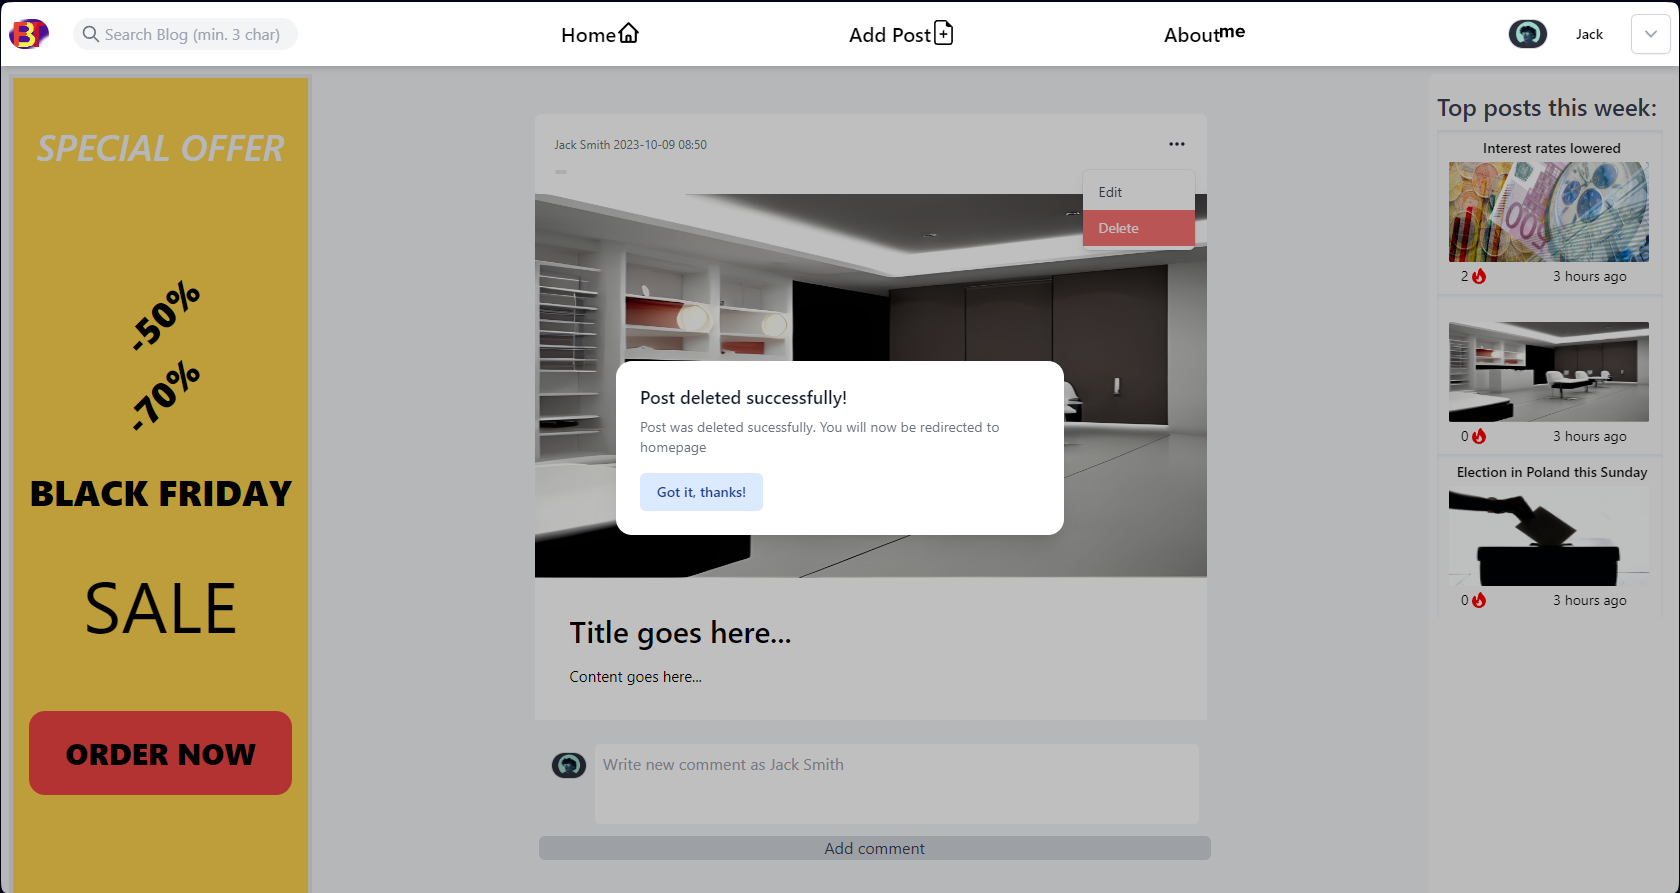 B
Search Blog (min. 3 char)
Home
Add Post
About me
Jack
SPECIAL OFFER
-50%
-70%
BLACK FRIDAY
SALE
ORDER NOW
Jack Smith 2023-10-09 08:50
Edit
Delete
Post deleted successfully!
Post was deleted sucessfully. You will now be redirected to
homepage
Got it, thanks!
Title goes here...
Content goes here...
Write new comment as Jack Smith
Add comment
Top posts this week:
Interest rates lowered
100
2
3 hours ago
0
3 hours ago
Election in Poland this Sunday
0
3 hours ago